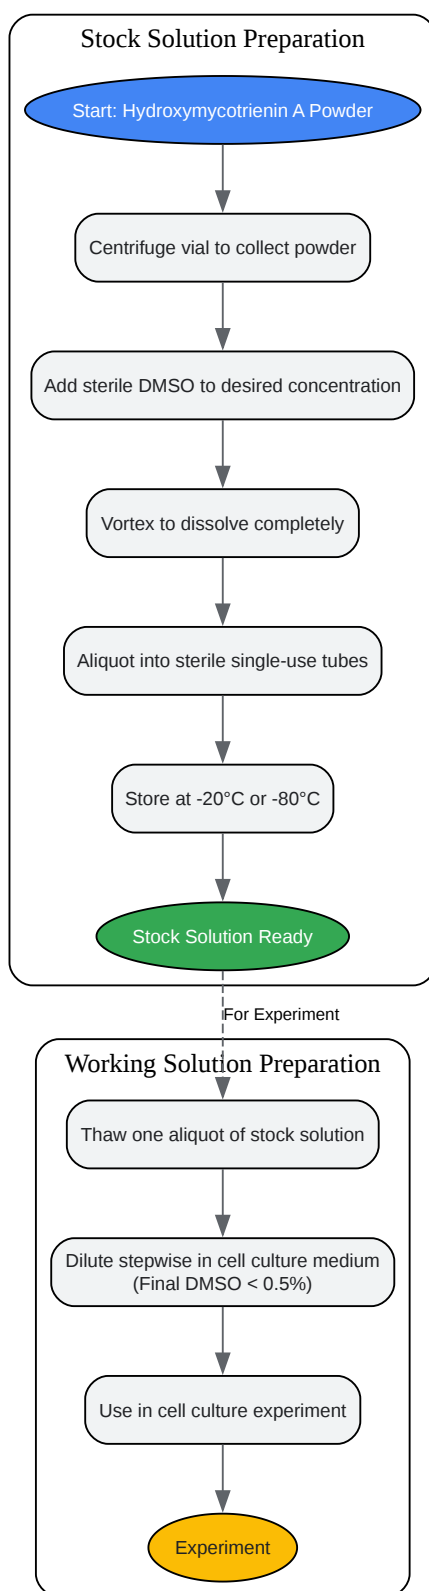 Stock Solution Preparation
Start: Hydroxymycotrienin A Powder
Centrifuge vial to collect powder
Add sterile DMSO to desired concentration
Vortex to dissolve completely
Aliquot into sterile single-use tubes
Store at -20°C or -80°C
Stock Solution Ready
For Experiment
Working Solution Preparation
Thaw one aliquot of stock solution
Dilute stepwise in cell culture medium
(Final DMSO < 0.5%)
Use in cell culture experiment
Experiment